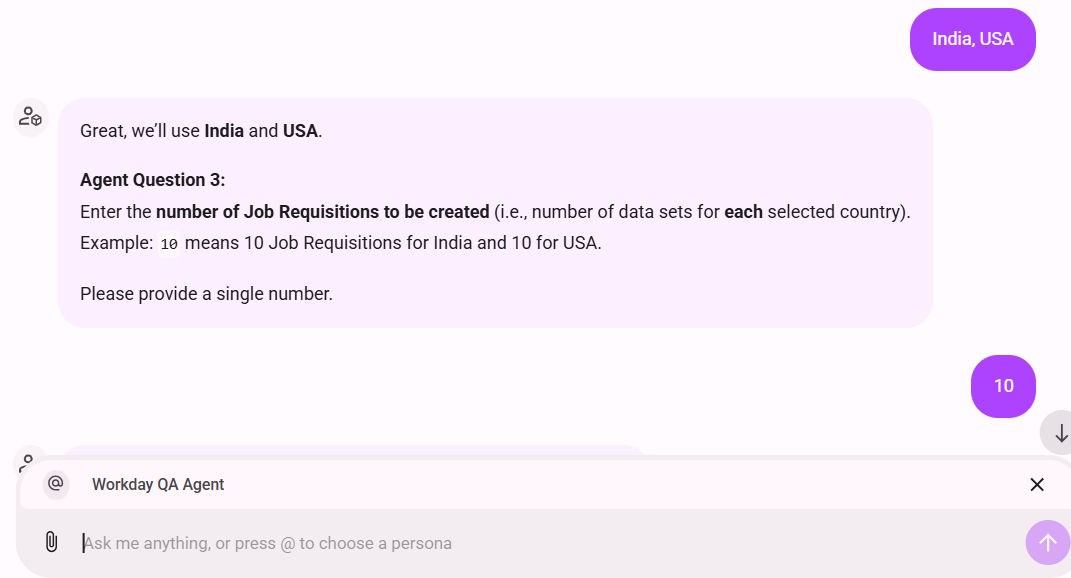 India, USA
Great, we’ll use India and USA.
Agent Question 3:
Enter the number of Job Requisitions to be created (i.e., number of data sets for each selected country).
Example: 10 means 10 Job Requisitions for India and 10 for USA.
Please provide a single number.
10
@ Workday QA Agent
Ask me anything, or press @ to choose a persona